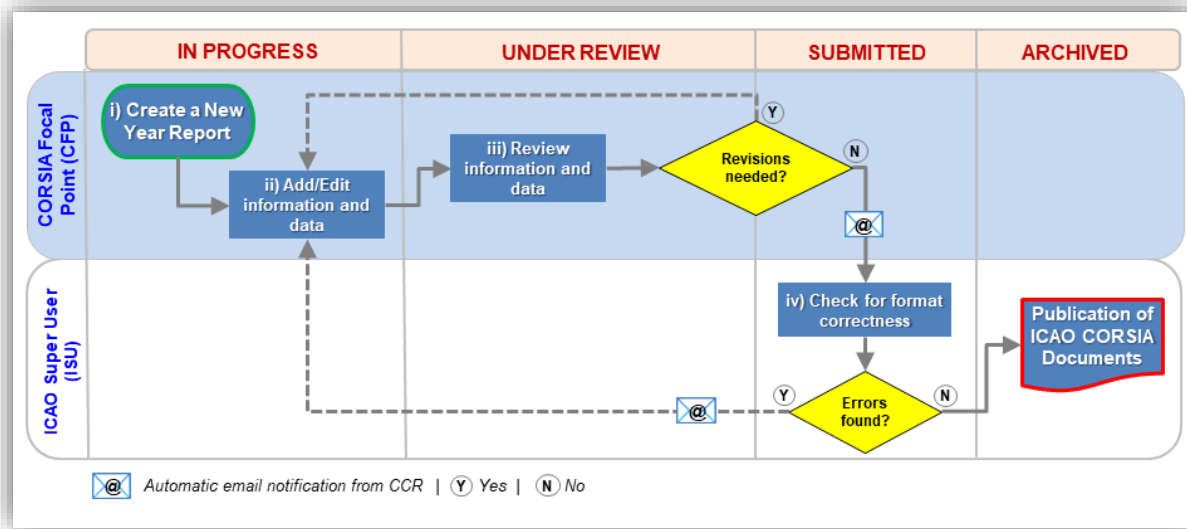 IN PROGRESS
UNDER REVIEW
SUBMITTED
ARCHIVED
CORSIA Focal
Point (CFP)
i) Create a New
Year Report
ii) Add/Edit
information and
data
iii) Review
information and
data
Revisions
needed?
Y
N
@
ICAO Super User
(ISU)
iv) Check for format
correctness
Errors
found?
Y
N
@
Publication of
ICAO CORSIA
Documents
@ Automatic email notification from CCR | Y Yes | N No